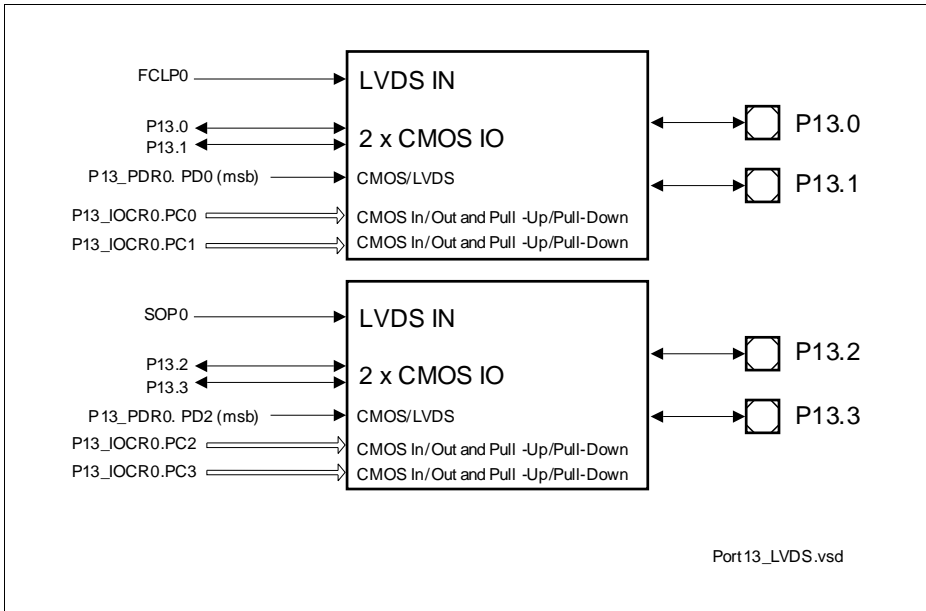 FCLP0 LVDS IN
P13.0 P13.0
P13.1 2 x CMOS IO
P13_PDR0. PD0 (msb) CMOS/LVDS P13.1
P13_IOCR0.PC0 CMOS In/Out and Pull -Up/Pull-Down
P13_IOCR0.PC1 CMOS In/Out and Pull -Up/Pull-Down
SOP0 LVDS IN
P13.2 P13.2
P13.3 2 x CMOS IO
P13_PDR0. PD2 (msb) CMOS/LVDS P13.3
P13_IOCR0.PC2 CMOS In/Out and Pull -Up/Pull-Down
P13_IOCR0.PC3 CMOS In/Out and Pull -Up/Pull-Down
Port13_LVDS.vsd